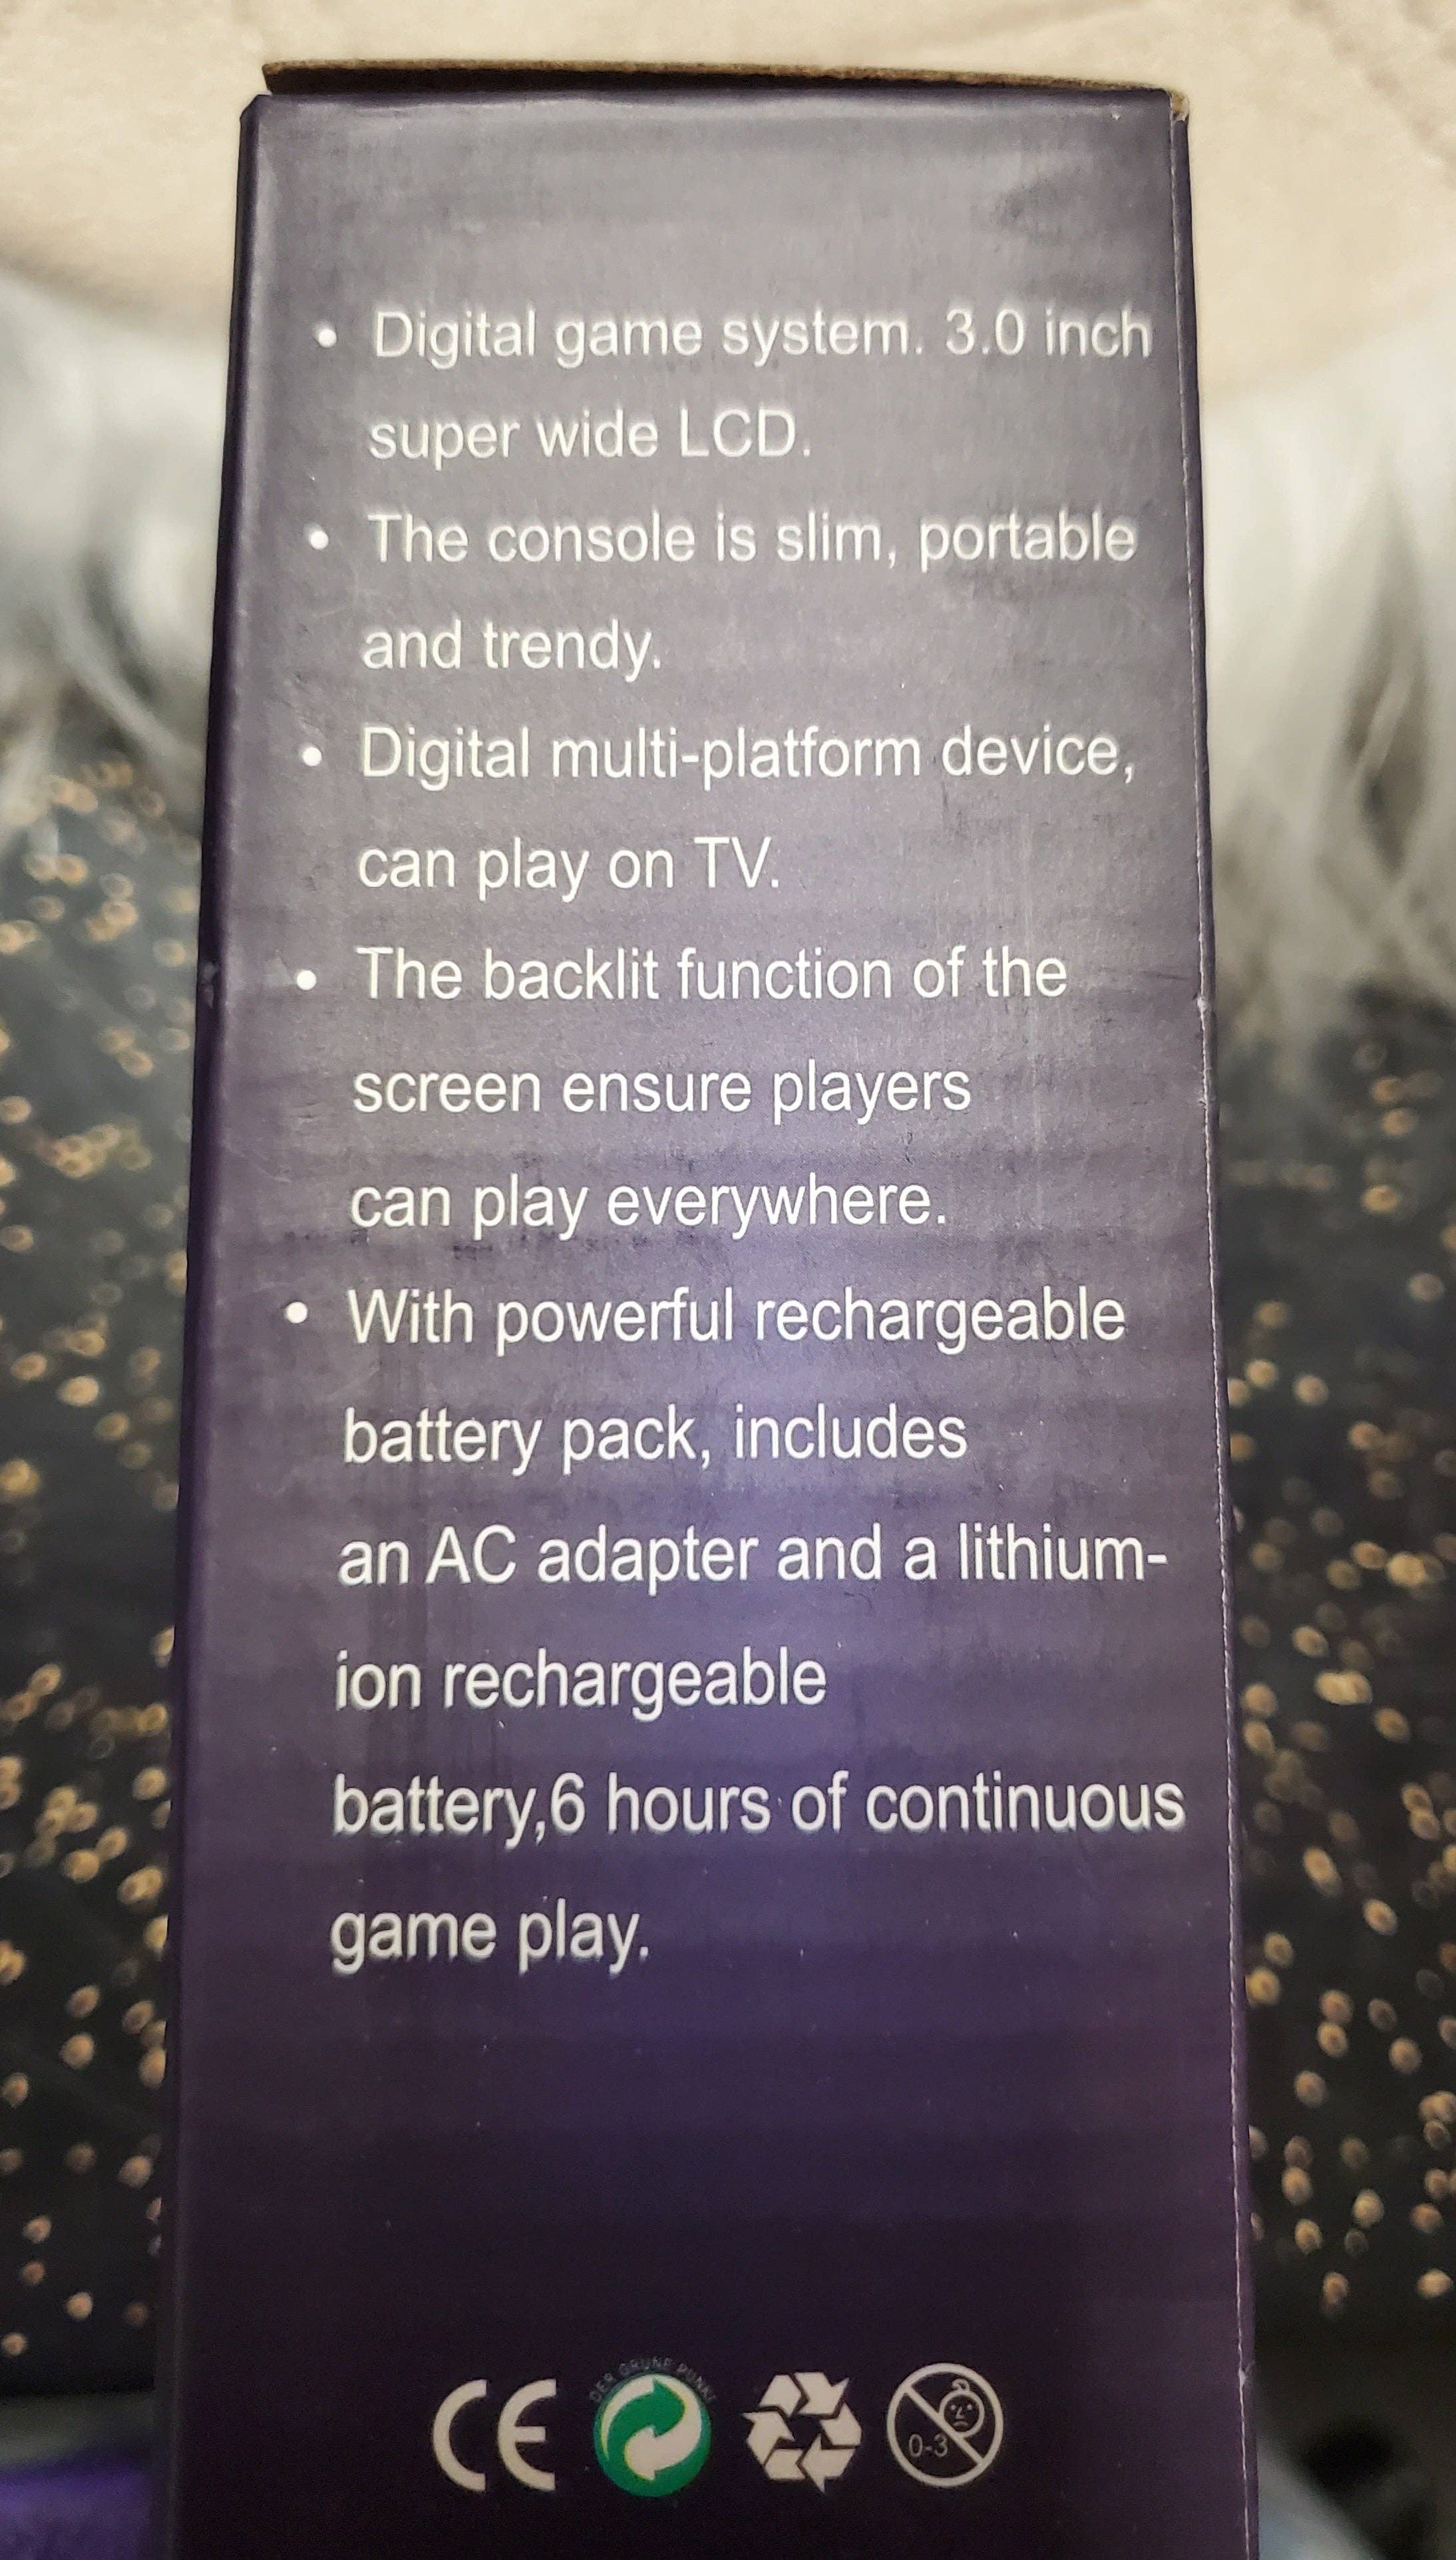 • Digital game system. 3.0 inch
super wide LCD.
• The console is slim, portable
and trendy.
• Digital multi-platform device,
can play on TV.
• The backlit function of the
screen ensure players
can play everywhere.
• With powerful rechargeable
battery pack, includes
an AC adapter and a lithium-
ion rechargeable
battery,6 hours of continuous
game play.
CE
DER GRÜNE PUNKT
0-3